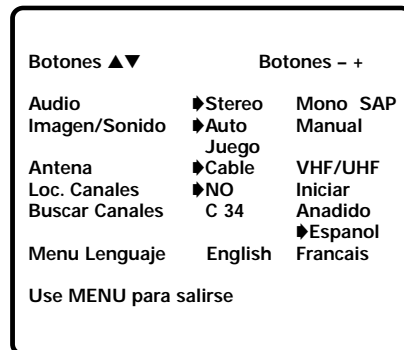 Botones ▲▼ Botones – +
Audio ➧Stereo Mono SAP
Imagen/Sonido ➧Auto Manual
Juego
Antena ➧Cable VHF/UHF
Loc. Canales ➧NO Iniciar
Buscar Canales C 34 Anadido
➧Espanol
Menu Lenguaje English Francais
Use MENU para salirse